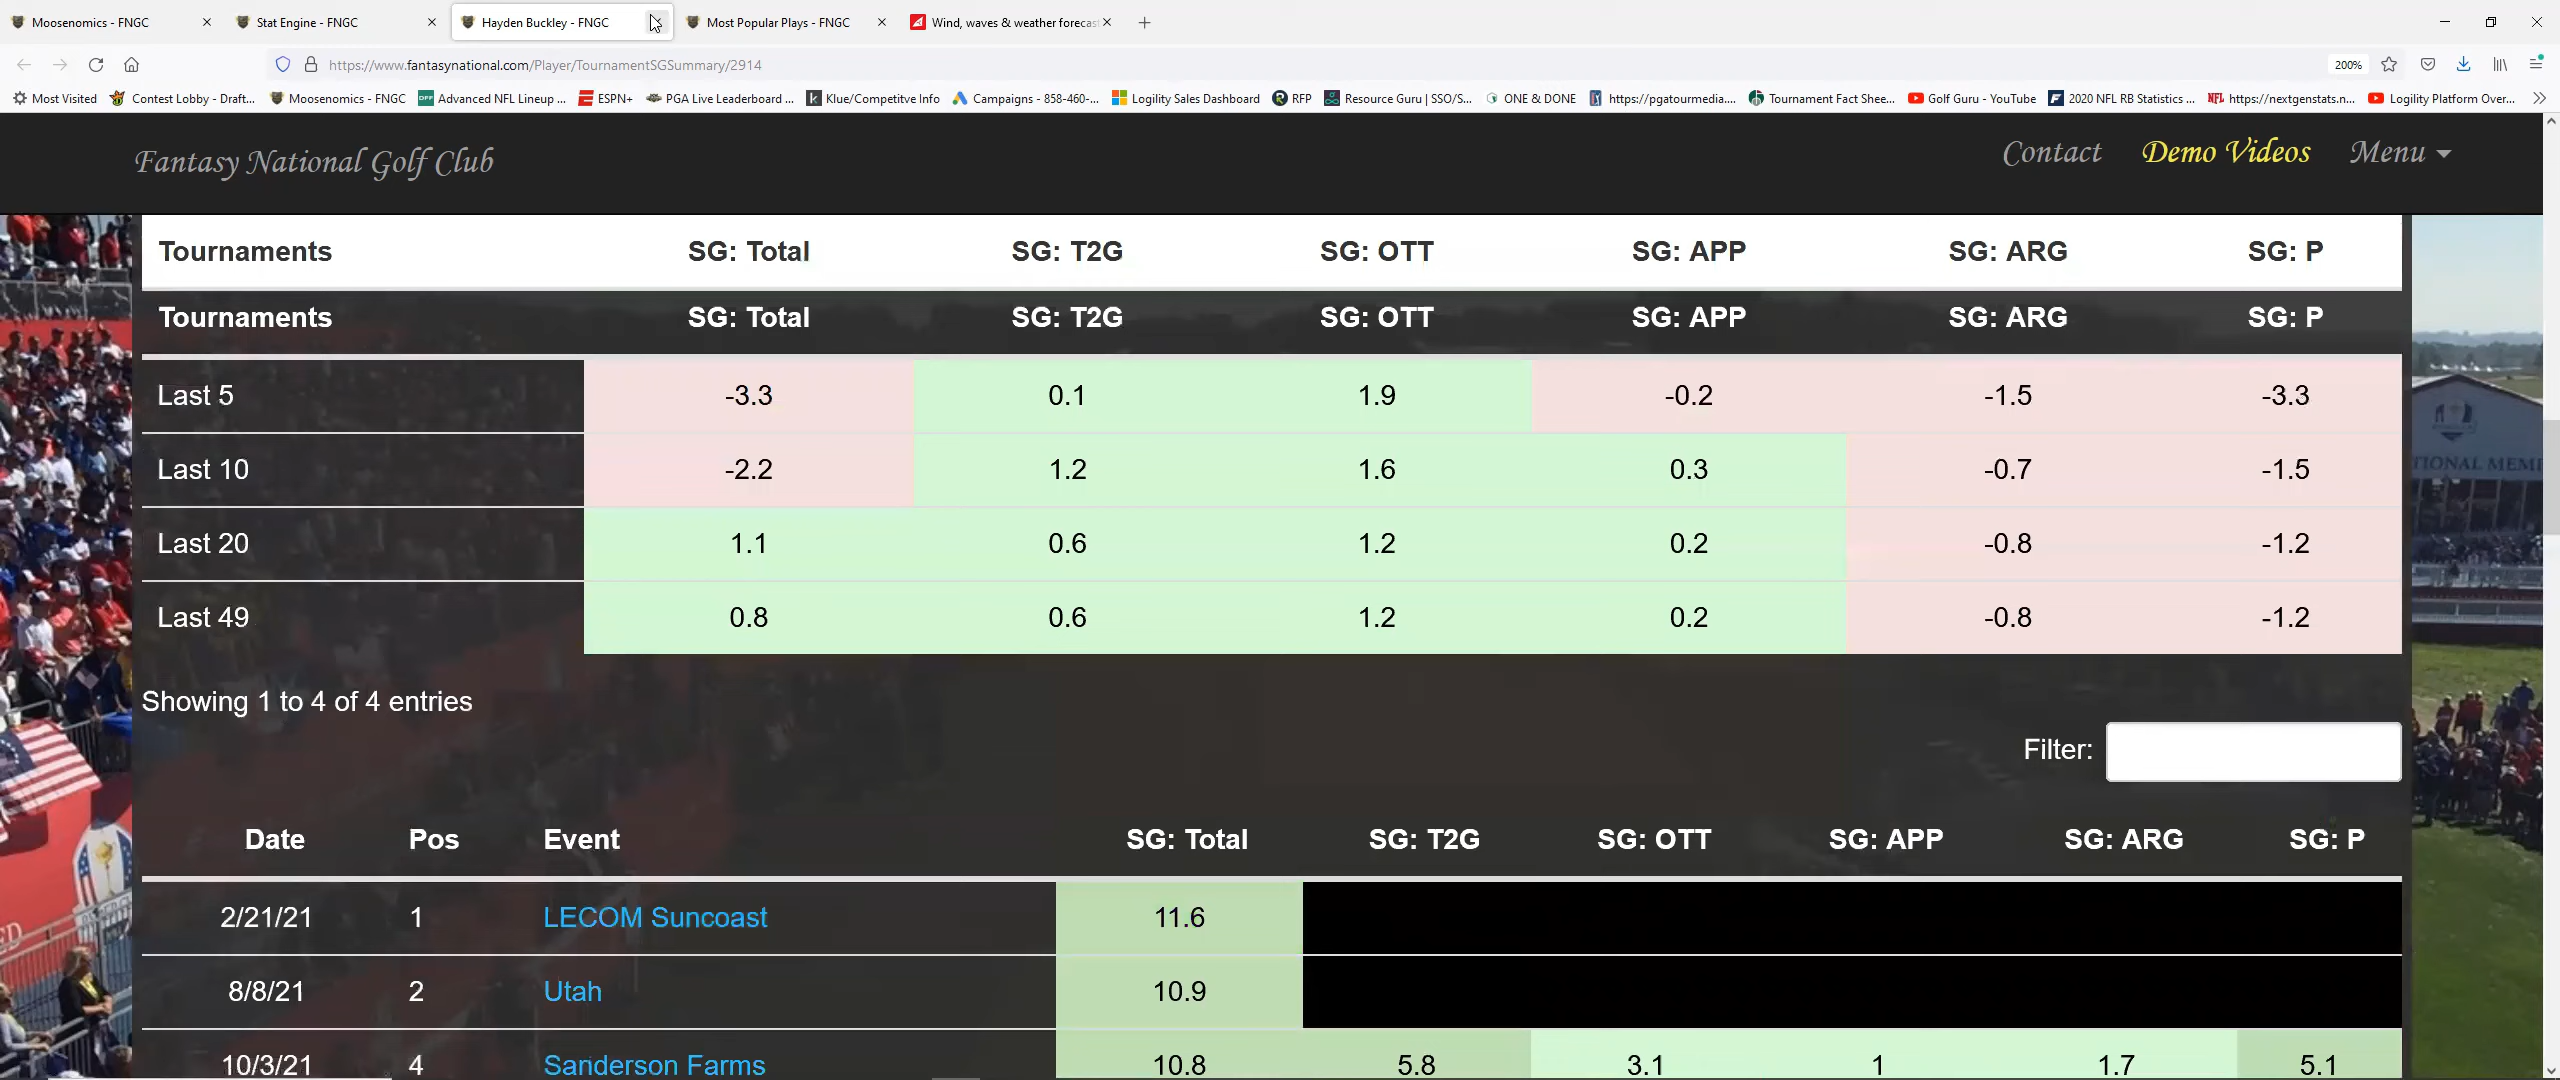 Moosenomics - FNGC
Stat Engine - FNGC
Hayden Buckley - FNGC
Most Popular Plays - FNGC
Wind, waves & weather forecas
https://www.fantasynational.com/Player/TournamentSGSummary/2914
200%
Most Visited
Contest Lobby - Draft...
Moosenomics - FNGC
Advanced NFL Lineup ...
ESPN+
PGA Live Leaderboard ...
Klue/Competitve Info
Campaigns - 858-460-...
Logility Sales Dashboard
RFP
Resource Guru | SSO/S...
ONE & DONE
https://pgatourmedia....
Tournament Fact Shee...
Golf Guru - YouTube
2020 NFL RB Statistics ...
https://nextgenstats.n...
Logility Platform Over...
Fantasy National Golf Club
Contact
Demo Videos
Menu
Tournaments SG: Total SG: T2G SG: OTT SG: APP SG: ARG SG: P
Tournaments SG: Total SG: T2G SG: OTT SG: APP SG: ARG SG: P
Last 5 -3.3 0.1 1.9 -0.2 -1.5 -3.3
Last 10 -2.2 1.2 1.6 0.3 -0.7 -1.5
Last 20 1.1 0.6 1.2 0.2 -0.8 -1.2
Last 49 0.8 0.6 1.2 0.2 -0.8 -1.2
Showing 1 to 4 of 4 entries
Filter:
Date Pos Event SG: Total SG: T2G SG: OTT SG: APP SG: ARG SG: P
2/21/21 1 LECOM Suncoast 11.6
8/8/21 2 Utah 10.9
10/3/21 4 Sanderson Farms 10.8 5.8 3.1 1 1.7 5.1